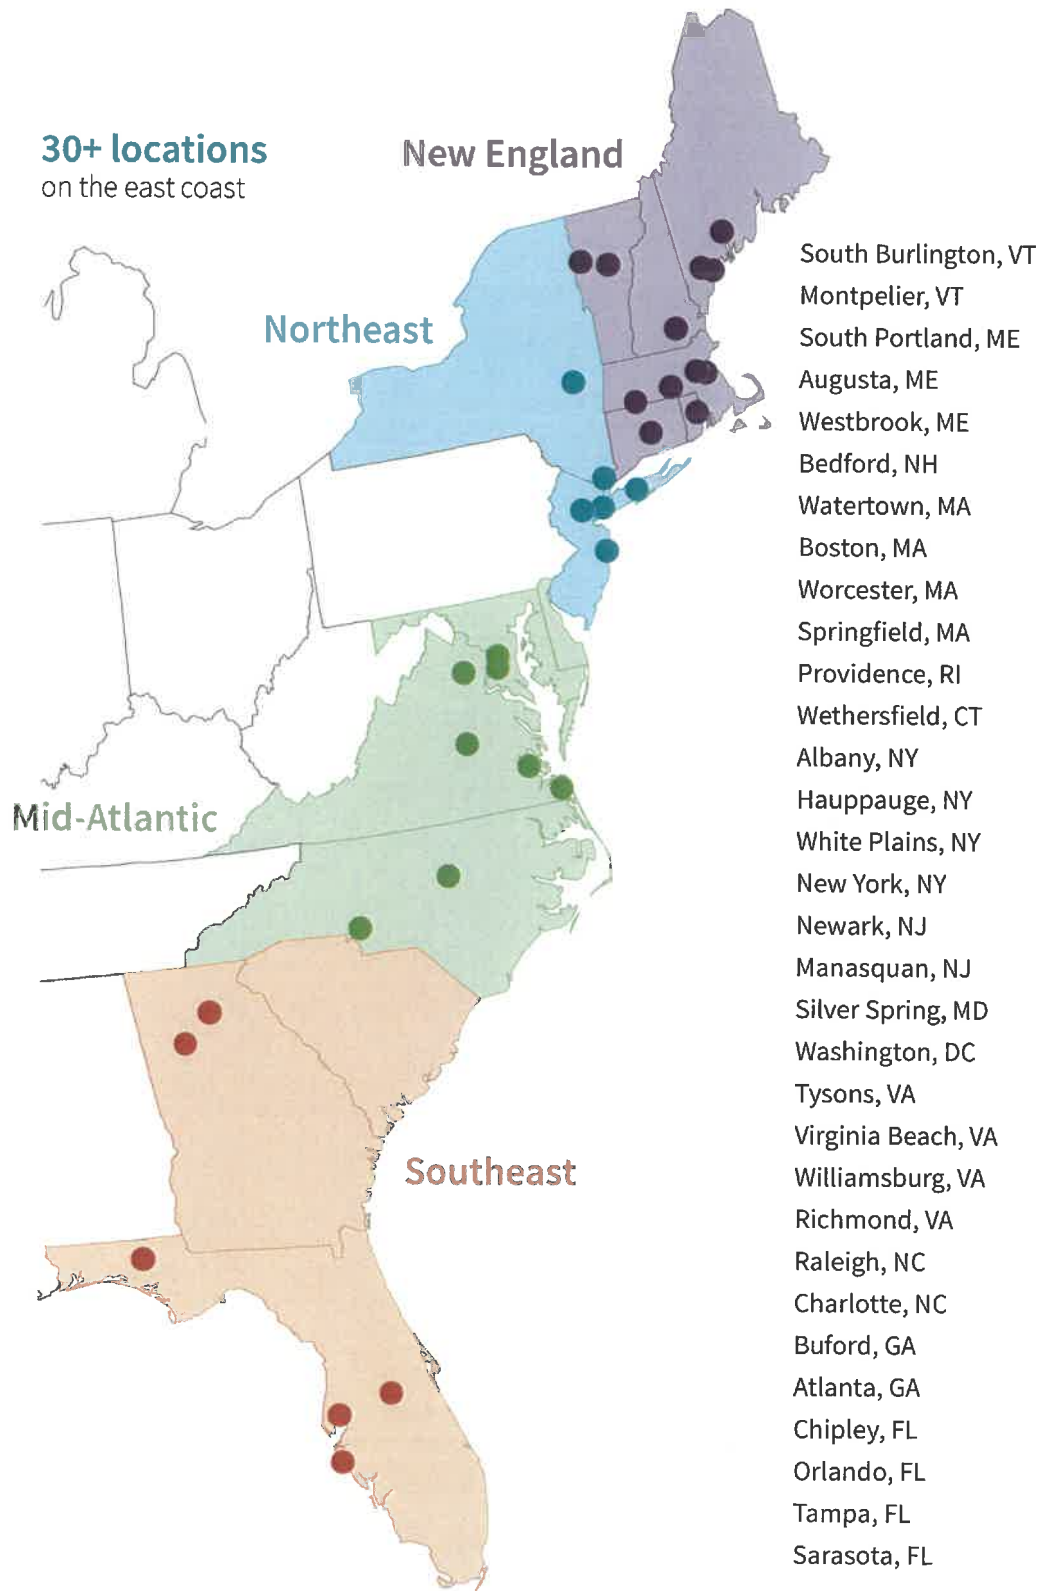 30+ locations
on the east coast
New England
Northeast
Mid-Atlantic
Southeast
South Burlington, VT
Montpelier, VT
South Portland, ME
Augusta, ME
Westbrook, ME
Bedford, NH
Watertown, MA
Boston, MA
Worcester, MA
Springfield, MA
Providence, RI
Wethersfield, CT
Albany, NY
Hauppauge, NY
White Plains, NY
New York, NY
Newark, NJ
Manasquan, NJ
Silver Spring, MD
Washington, DC
Tysons, VA
Virginia Beach, VA
Williamsburg, VA
Richmond, VA
Raleigh, NC
Charlotte, NC
Buford, GA
Atlanta, GA
Chipley, FL
Orlando, FL
Tampa, FL
Sarasota, FL